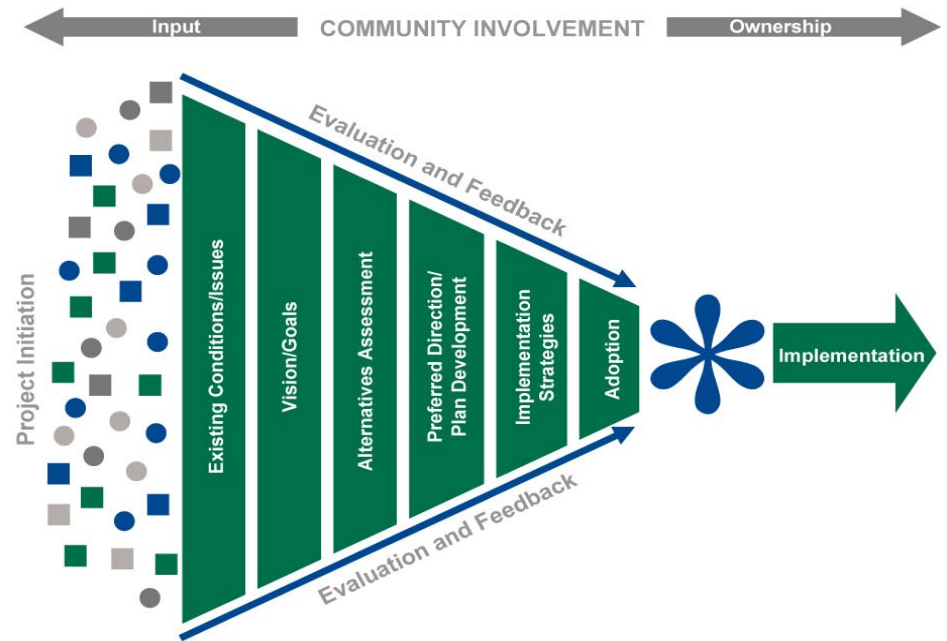 Input
COMMUNITY INVOLVEMENT
Ownership
Evaluation and Feedback
Project Initiation
Existing Conditions/Issues
Vision/Goals
Alternatives Assessment
Preferred Direction/
Plan Development
Implementation
Strategies
Adoption
Implementation
Evaluation and Feedback